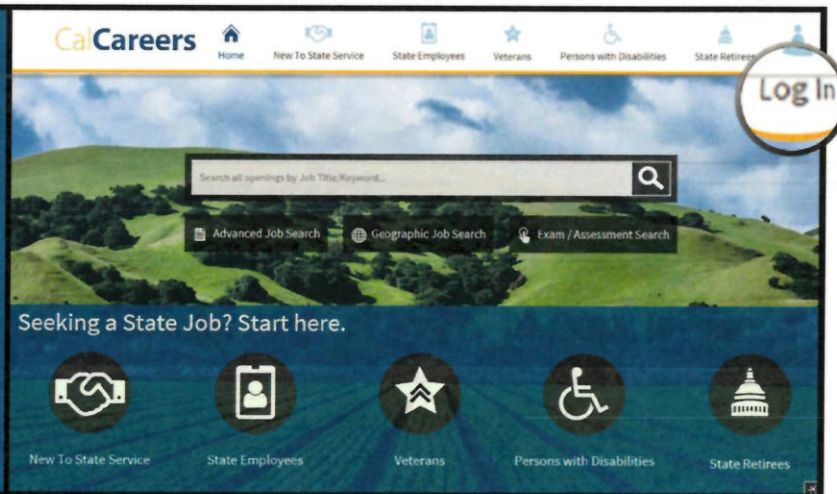 CalCareers
Home
New To State Service
State Employees
Veterans
Persons with Disabilities
State Retirees
Log In
Search all openings by Job Title/Keyword...
Advanced Job Search
Geographic Job Search
Exam / Assessment Search
Seeking a State Job? Start here.
New To State Service
State Employees
Veterans
Persons with Disabilities
State Retirees